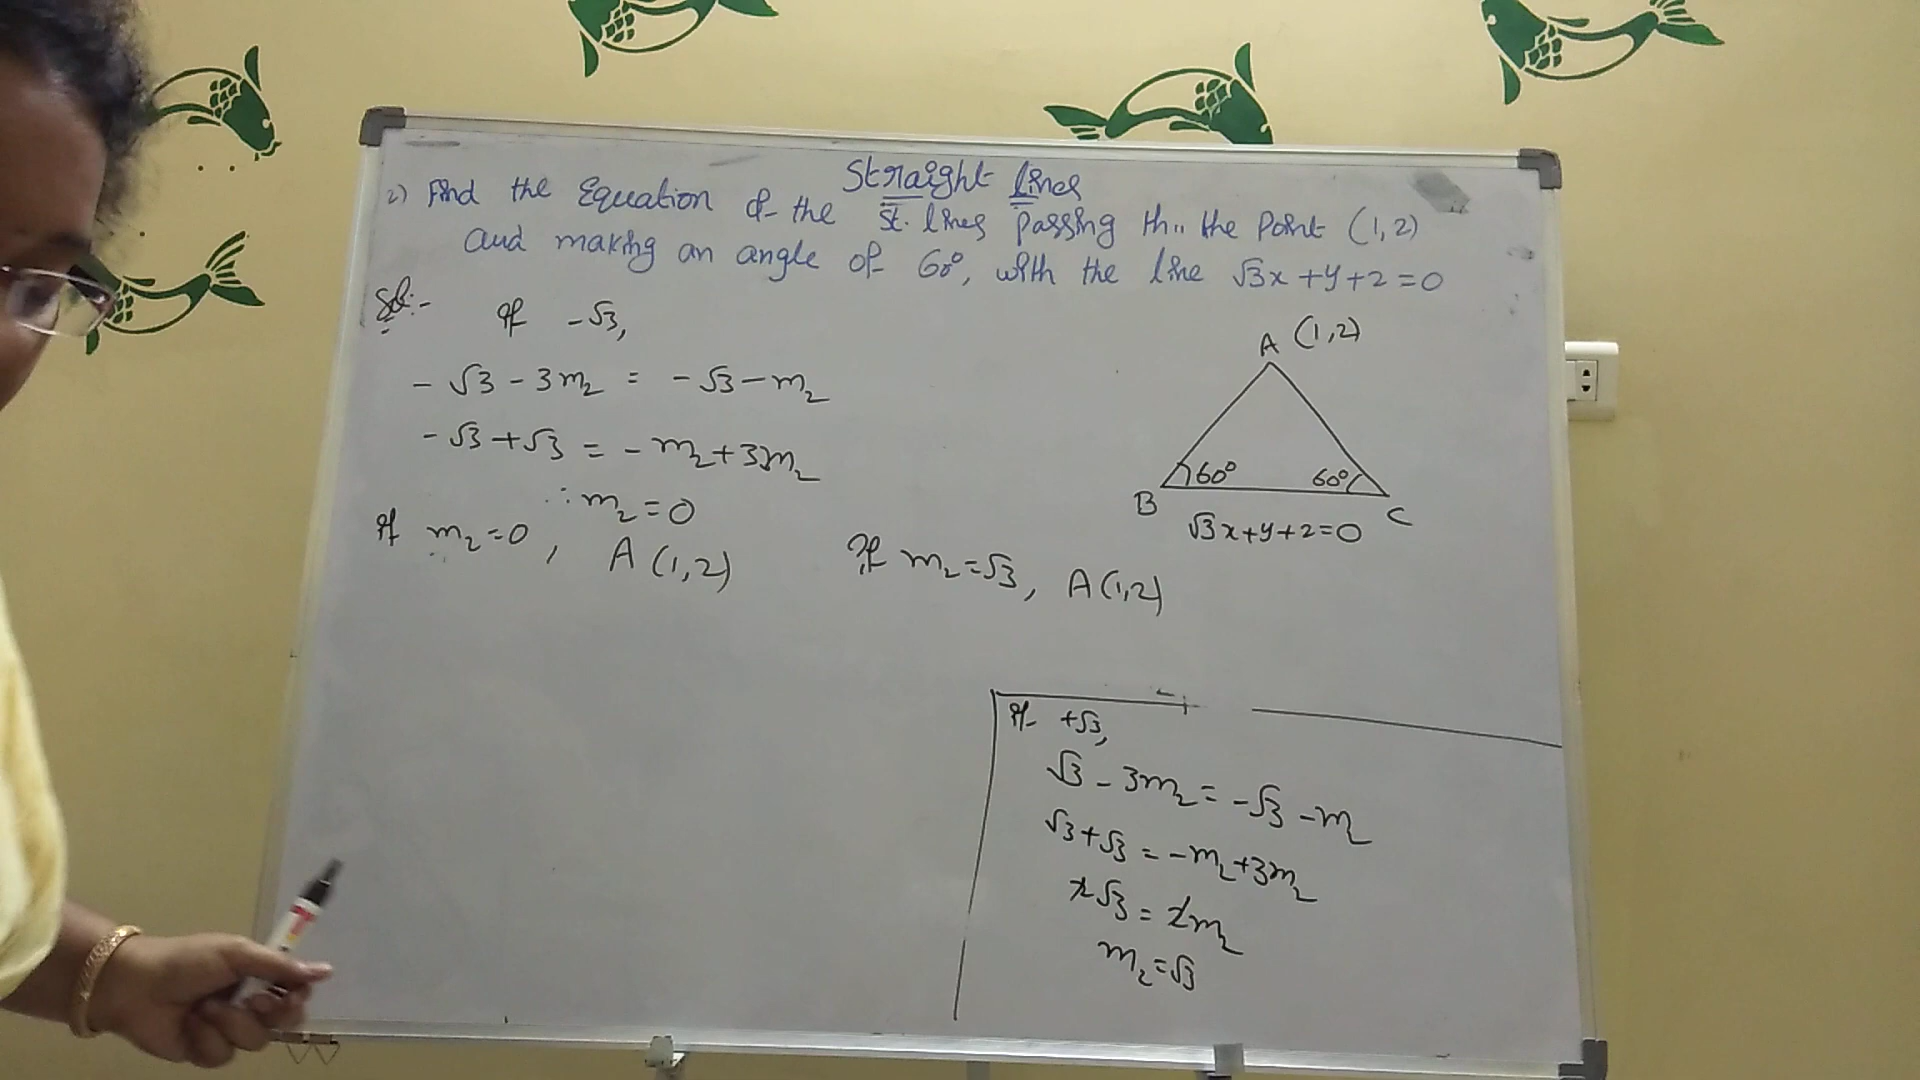 Straight lines
2) Find the Equation of the St. lines passing th.. the point (1,2)
and making an angle of 60°, with the line √3x+y+2=0
Sol:-
If -√3,
-√3-3m₂ = -√3-m₂
-√3+√3 = -m₂+3m₂
∴m₂=0
If m₂=0, A(1,2)
If m₂=√3, A(1,2)
A (1,2)
60° 60°
B C
√3x+y+2=0
If +√3,
√3-3m₂=-√3-m₂
√3+√3=-m₂+3m₂
2√3=2m₂
m₂=√3